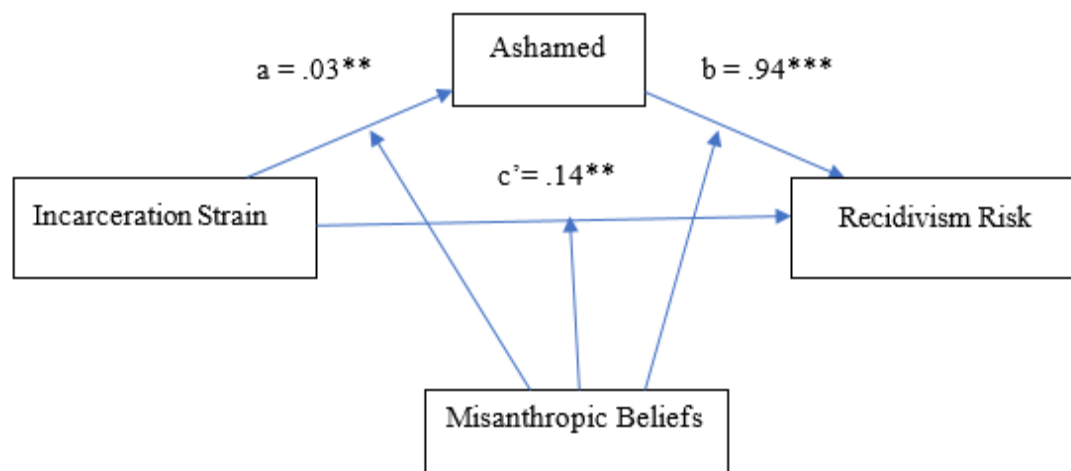 Ashamed
a = .03**
b = .94***
c’= .14**
Incarceration Strain
Recidivism Risk
Misanthropic Beliefs